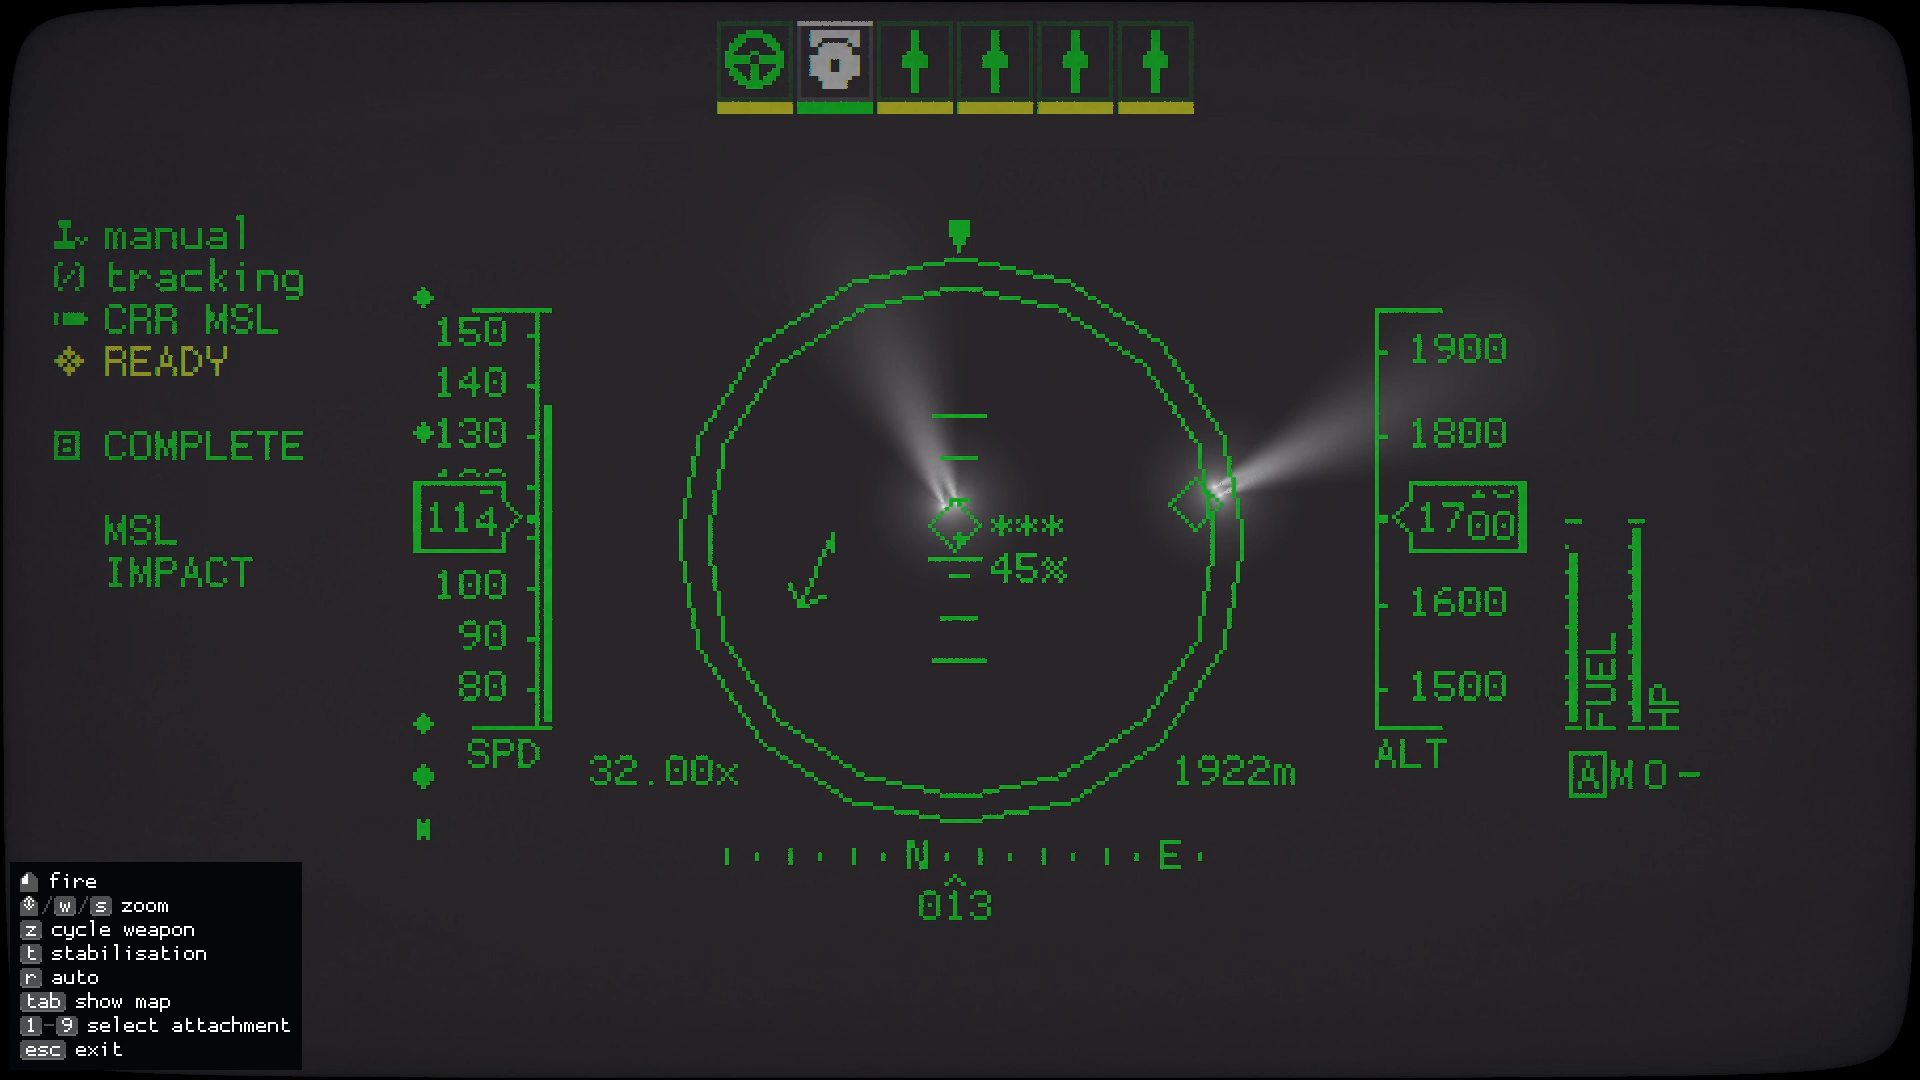 manual
tracking
CRR MSL
READY
COMPLETE
MSL
IMPACT
150
140
130
114
100
90
80
SPD
***
45%
32.00x
1922m
1900
1800
1700
1600
1500
ALT
FUEL
HP
AMO-
N E
013
fire
/w/s zoom
z cycle weapon
t stabilisation
r auto
tab show map
1-9 select attachment
esc exit